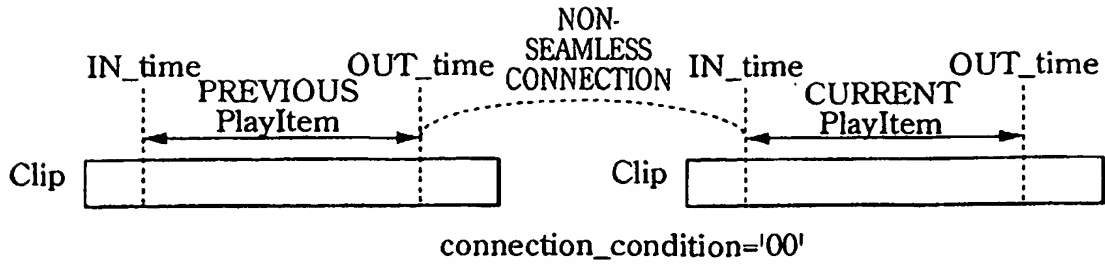 NON-
SEAMLESS
CONNECTION
IN_time
OUT_time
IN_time
OUT_time
PREVIOUS
PlayItem
CURRENT
PlayItem
Clip
Clip
connection_condition='00'